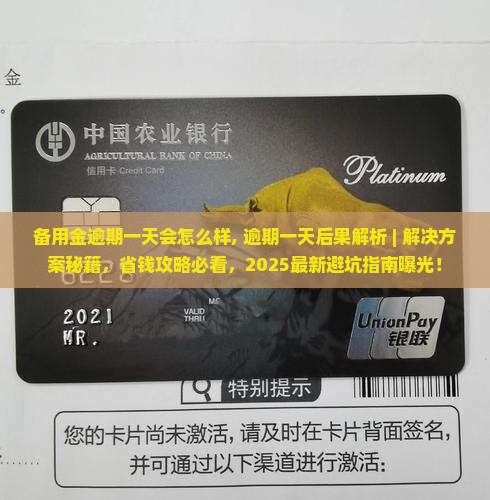 金
中国农业银行
AGRICULTURAL BANK OF CHINA
信用卡 Credit Card
Platinum
备用金逾期一天会怎么样, 逾期一天后果解析 | 解决方
案秘籍，省钱攻略必看，2025最新避坑指南曝光！
6228
2021
VALID
THRU
MR.
UnionPay
银联
特别提示
您的卡片尚未激活, 请及时在卡片背面签名,
并可通过以下渠道进行激活: